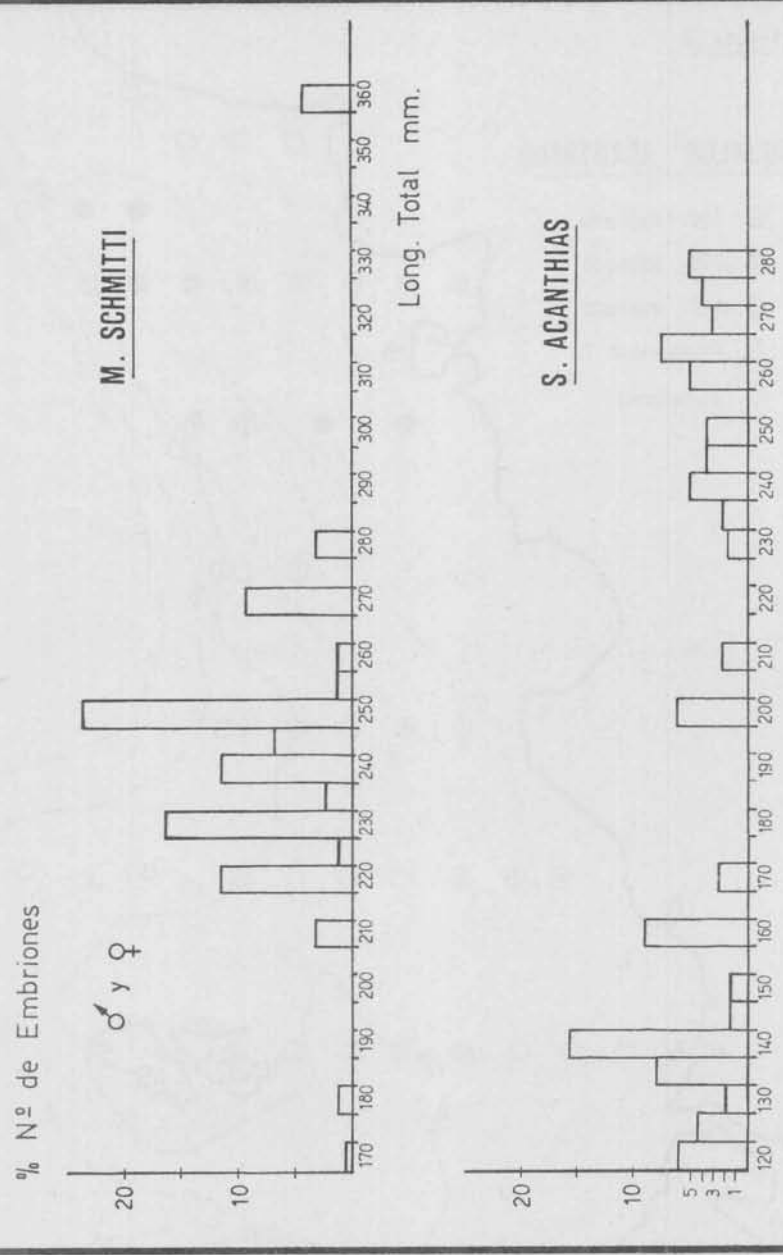 % Nº de Embriones
♂ y ♀
M. SCHMITTI
20
10
170 180 190 200 210 220 230 240 250 260 270 280 290 300 310 320 330 340 350 360
Long. Total mm.
S. ACANTHIAS
20
10
5
3
1
120 130 140 150 160 170 180 190 200 210 220 230 240 250 260 270 280